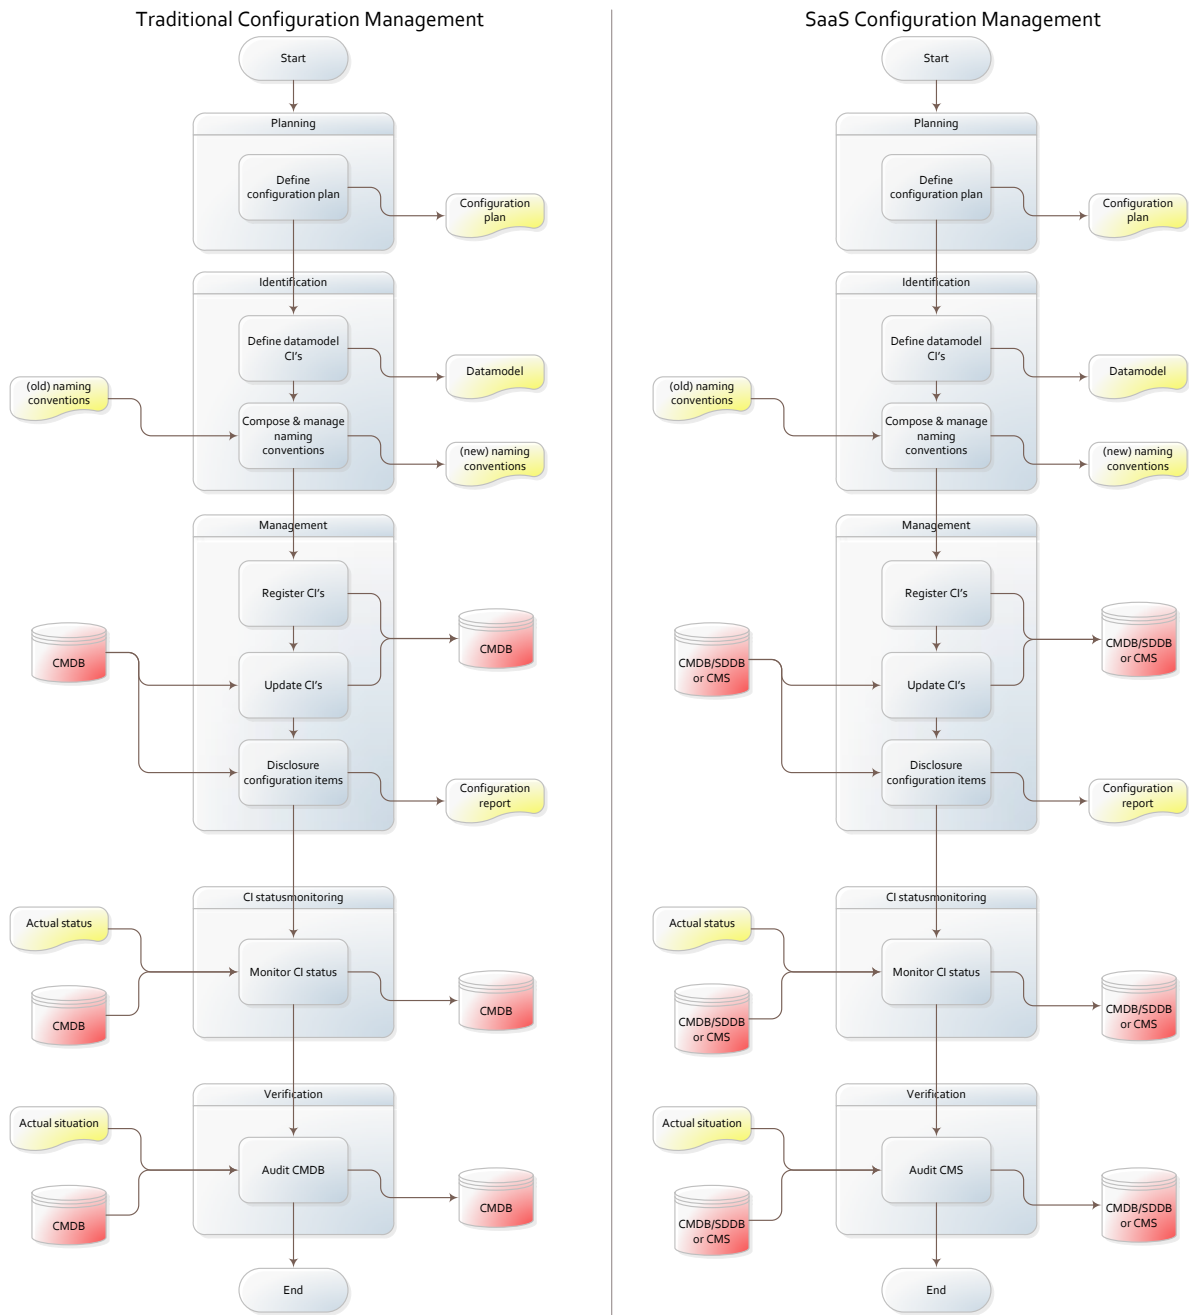 Traditional Configuration Management
Start
Planning
Define
configuration plan
Configuration
plan
Identification
Define datamodel
CI's
Datamodel
(old) naming
conventions
Compose & manage
naming
conventions
(new) naming
conventions
Management
Register CI's
CMDB
CMDB
Update CI's
Disclosure
configuration items
Configuration
report
CI statusmonitoring
Actual status
Monitor CI status
CMDB
CMDB
Verification
Actual situation
Audit CMDB
CMDB
CMDB
End
SaaS Configuration Management
Start
Planning
Define
configuration plan
Configuration
plan
Identification
Define datamodel
CI's
Datamodel
(old) naming
conventions
Compose & manage
naming
conventions
(new) naming
conventions
Management
Register CI's
CMDB/SDDB
or CMS
CMDB/SDDB
or CMS
Update CI's
Disclosure
configuration items
Configuration
report
CI statusmonitoring
Actual status
Monitor CI status
CMDB/SDDB
or CMS
CMDB/SDDB
or CMS
Verification
Actual situation
Audit CMS
CMDB/SDDB
or CMS
CMDB/SDDB
or CMS
End